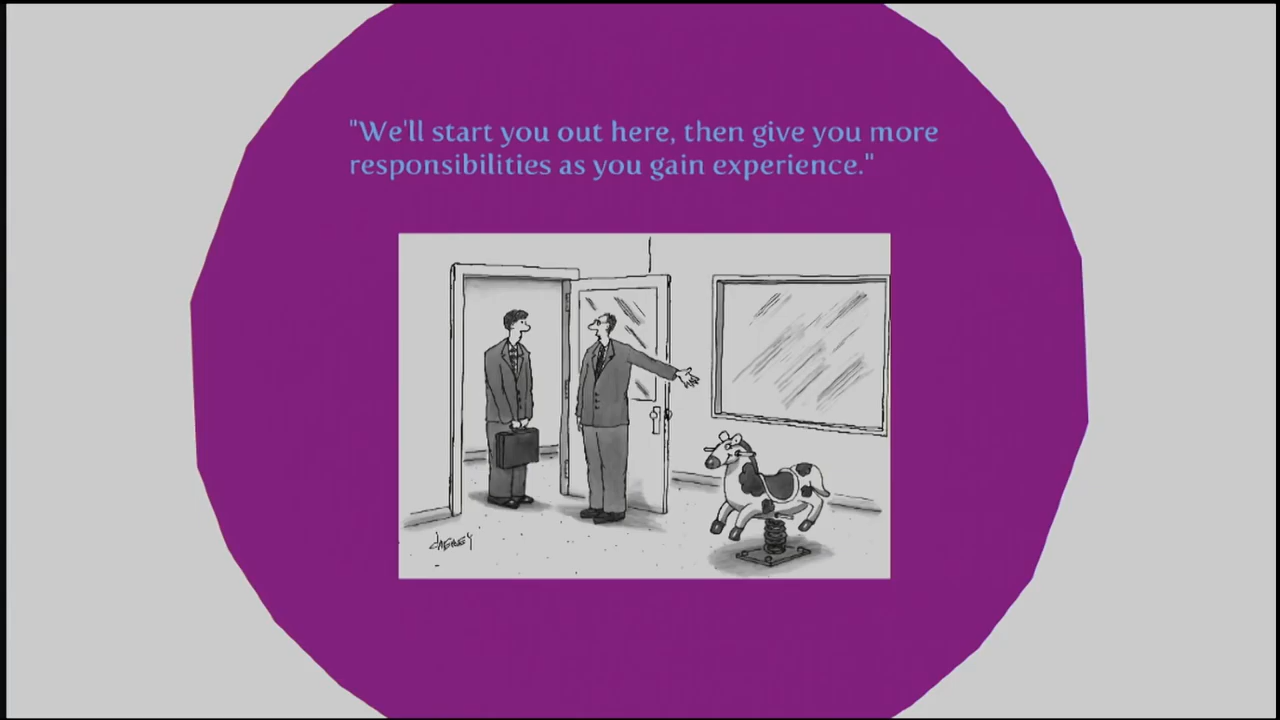 "We'll start you out here, then give you more
responsibilities as you gain experience."